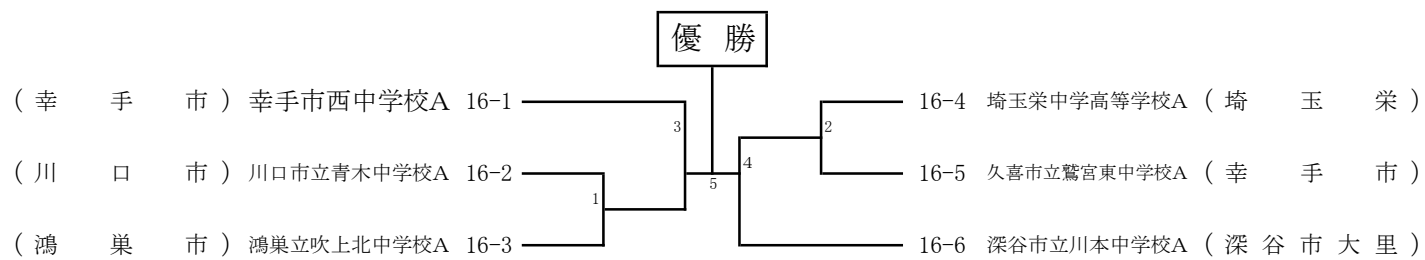 優 勝
( 幸 手 市 ) 幸手市西中学校A 16-1
16-4 埼玉栄中学高等学校A ( 埼 玉 栄 )
3
2
( 川 口 市 ) 川口市立青木中学校A 16-2
4
16-5 久喜市立鷲宮東中学校A ( 幸 手 市 )
5
1
( 鴻 巣 市 ) 鴻巣立吹上北中学校A 16-3
16-6 深谷市立川本中学校A ( 深 谷 市 大 里 )